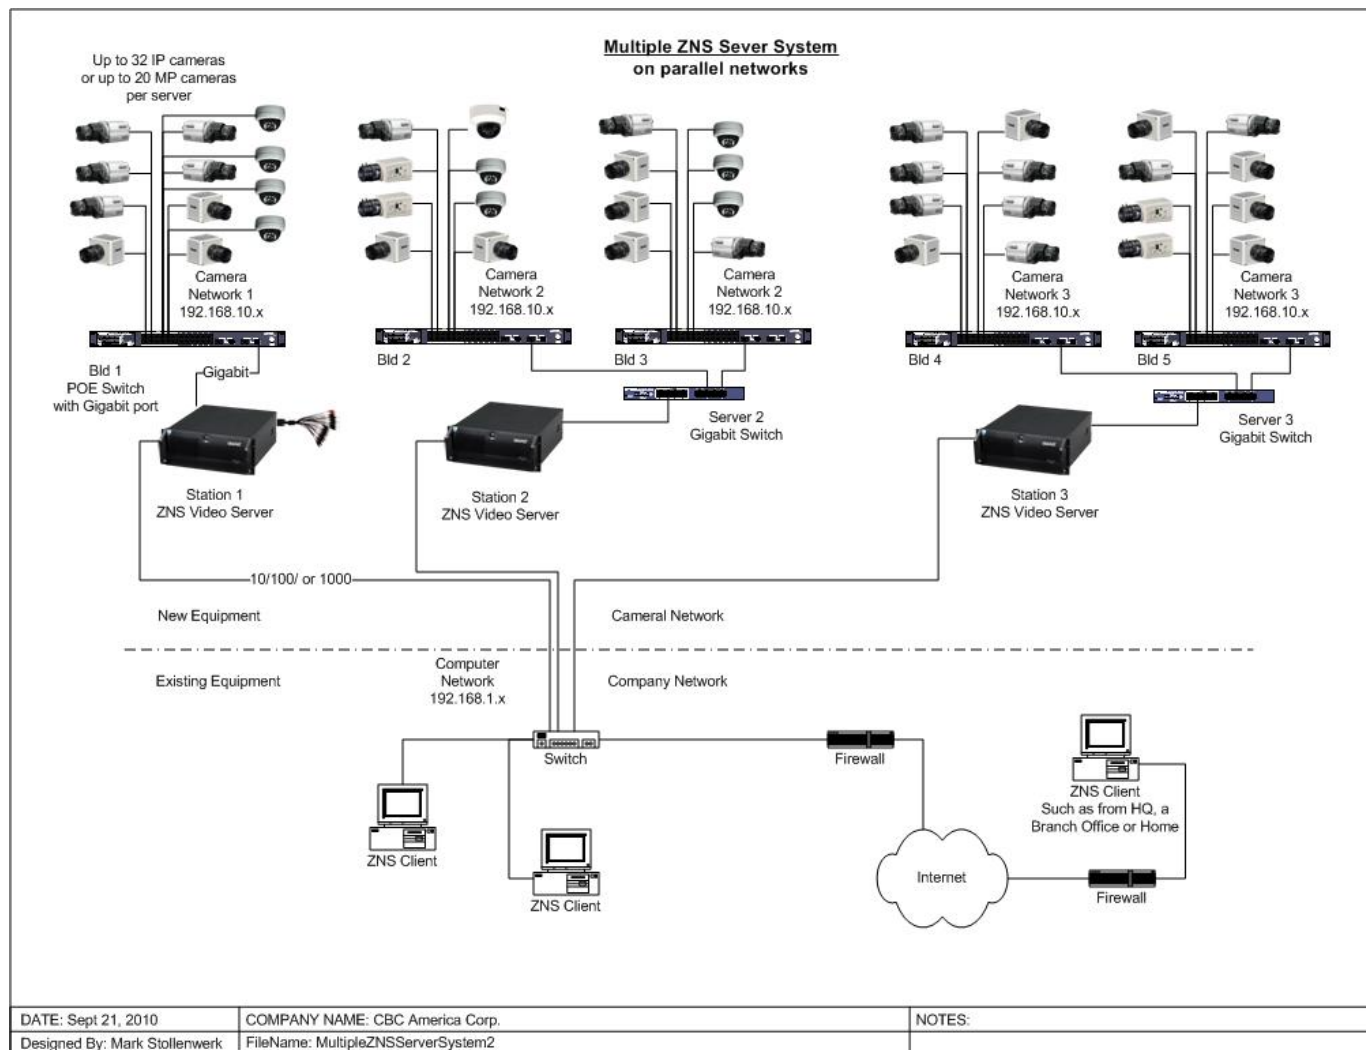 Multiple ZNS Sever System
on parallel networks
Up to 32 IP cameras
or up to 20 MP cameras
per server
Camera
Network 1
192.168.10.x
Camera
Network 2
192.168.10.x
Camera
Network 2
192.168.10.x
Camera
Network 3
192.168.10.x
Camera
Network 3
192.168.10.x
Bld 1
POE Switch
with Gigabit port
Gigabit
Bld 2
Bld 3
Bld 4
Bld 5
Server 2
Gigabit Switch
Server 3
Gigabit Switch
Station 1
ZNS Video Server
Station 2
ZNS Video Server
Station 3
ZNS Video Server
10/100/ or 1000
New Equipment
Cameral Network
Existing Equipment
Computer
Network
192.168.1.x
Company Network
Switch
Firewall
ZNS Client
Such as from HQ, a
Branch Office or Home
ZNS Client
ZNS Client
Internet
Firewall
DATE: Sept 21, 2010
COMPANY NAME: CBC America Corp.
NOTES:
Designed By: Mark Stollenwerk
FileName: MultipleZNSServerSystem2